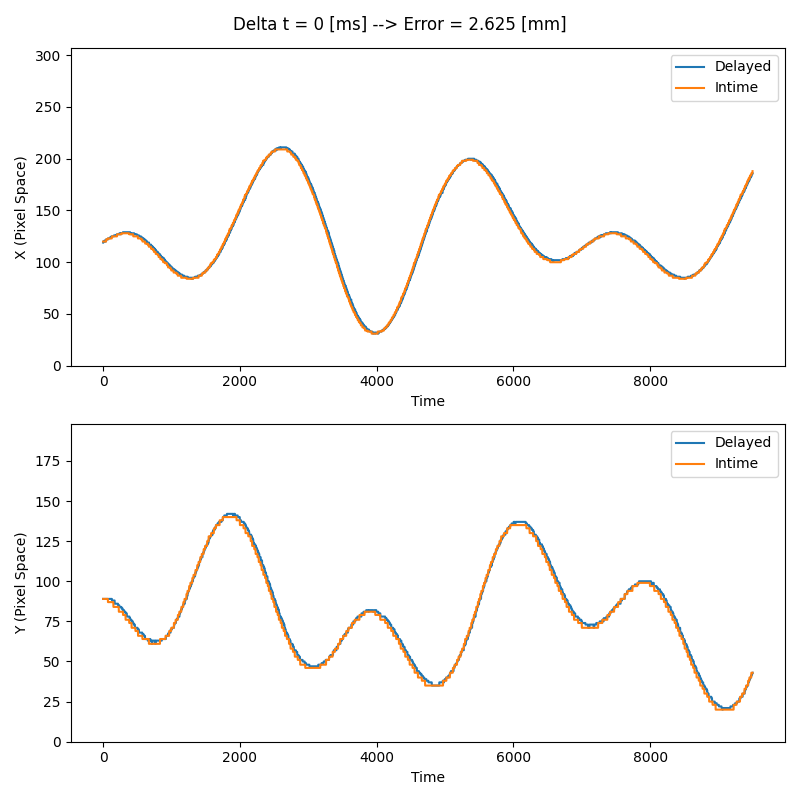 Delta t = 0 [ms] --> Error = 2.625 [mm]
300
250
200
150
100
50
0
X (Pixel Space)
Delayed
Intime
0 2000 4000 6000 8000
Time
175
150
125
100
75
50
25
0
Y (Pixel Space)
Delayed
Intime
0 2000 4000 6000 8000
Time